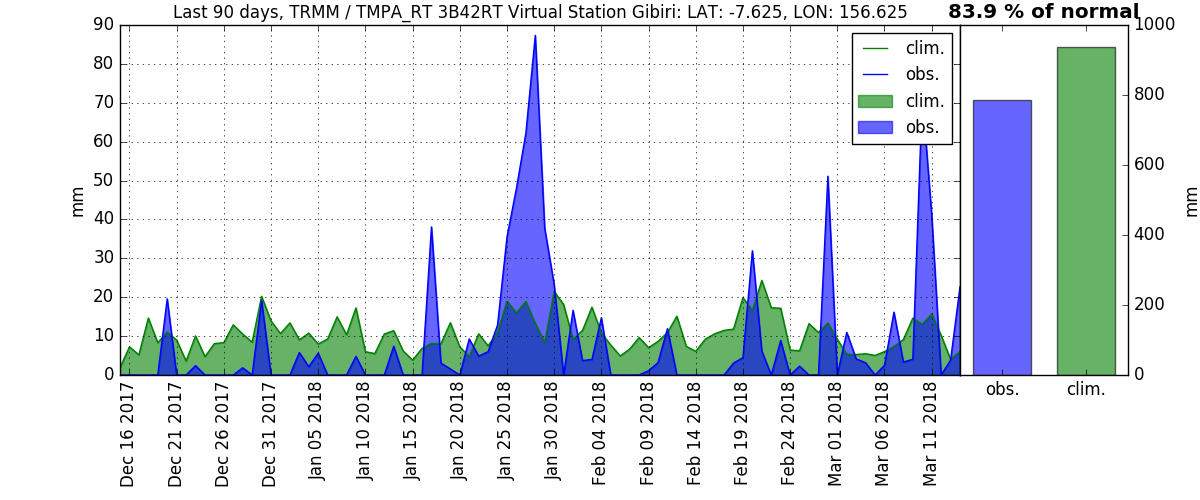 Last 90 days, TRMM / TMPA_RT 3B42RT Virtual Station Gibiri: LAT: -7.625, LON: 156.625
83.9 % of normal
90
80
70
60
50
40
30
20
10
0
mm
clim.
obs.
clim.
obs.
1000
800
600
400
200
0
mm
obs.
clim.
Dec 16 2017
Dec 21 2017
Dec 26 2017
Dec 31 2017
Jan 05 2018
Jan 10 2018
Jan 15 2018
Jan 20 2018
Jan 25 2018
Jan 30 2018
Feb 04 2018
Feb 09 2018
Feb 14 2018
Feb 19 2018
Feb 24 2018
Mar 01 2018
Mar 06 2018
Mar 11 2018